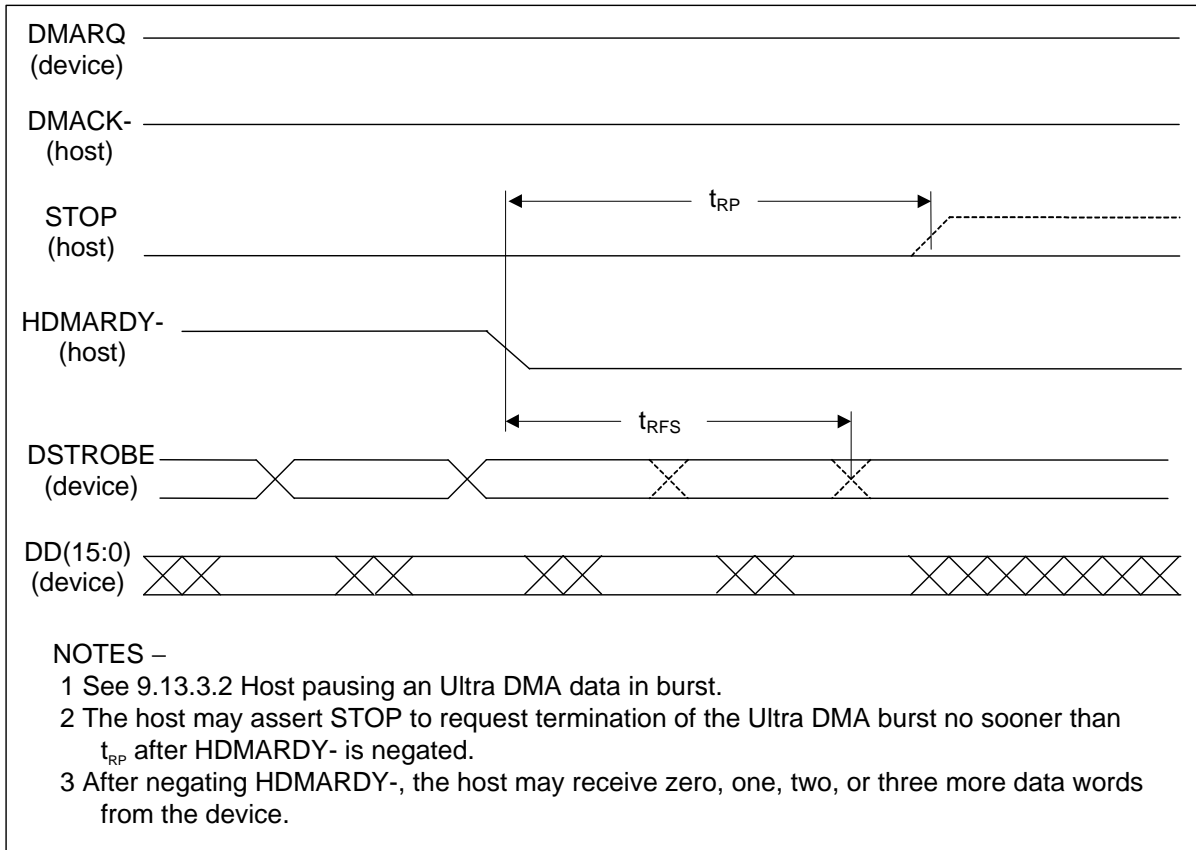 DMARQ
(device)
DMACK-
(host)
STOP
(host)
tRP
HDMARDY-
(host)
tRFS
DSTROBE
(device)
DD(15:0)
(device)
NOTES –
1 See 9.13.3.2 Host pausing an Ultra DMA data in burst.
2 The host may assert STOP to request termination of the Ultra DMA burst no sooner than
tRP after HDMARDY- is negated.
3 After negating HDMARDY-, the host may receive zero, one, two, or three more data words
from the device.